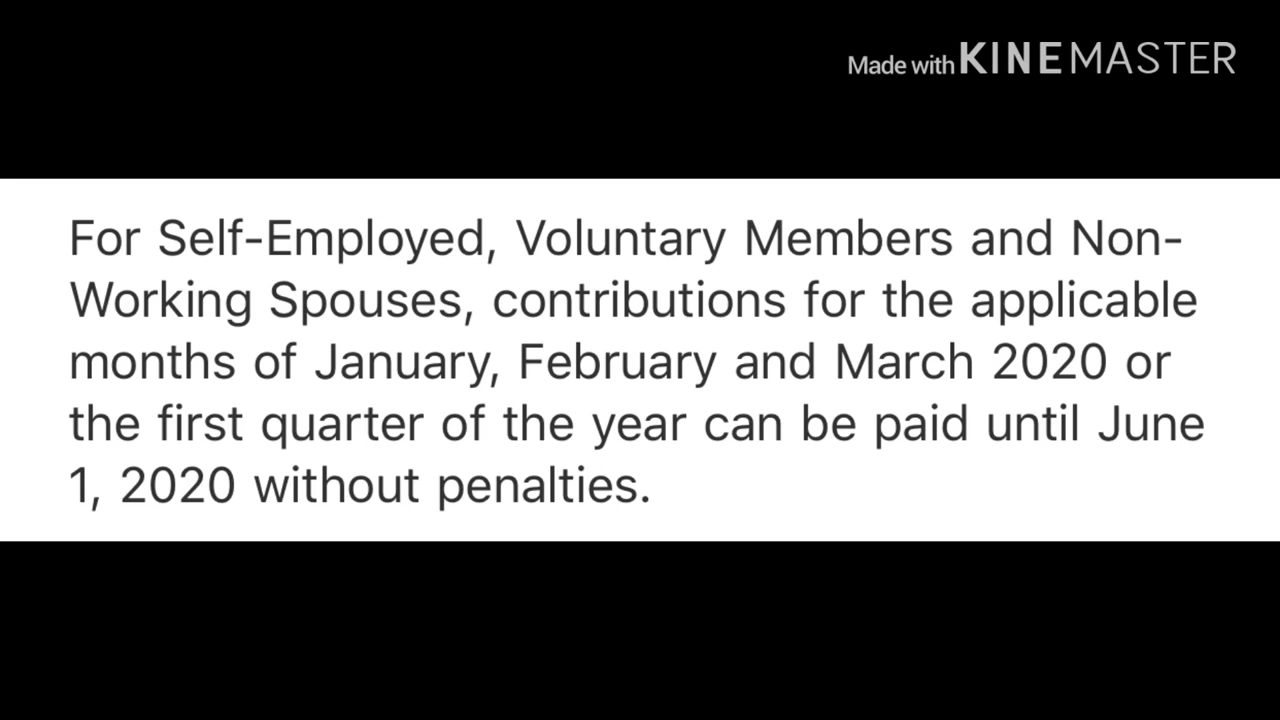 Made with KINEMASTER
For Self-Employed, Voluntary Members and Non-
Working Spouses, contributions for the applicable
months of January, February and March 2020 or
the first quarter of the year can be paid until June
1, 2020 without penalties.